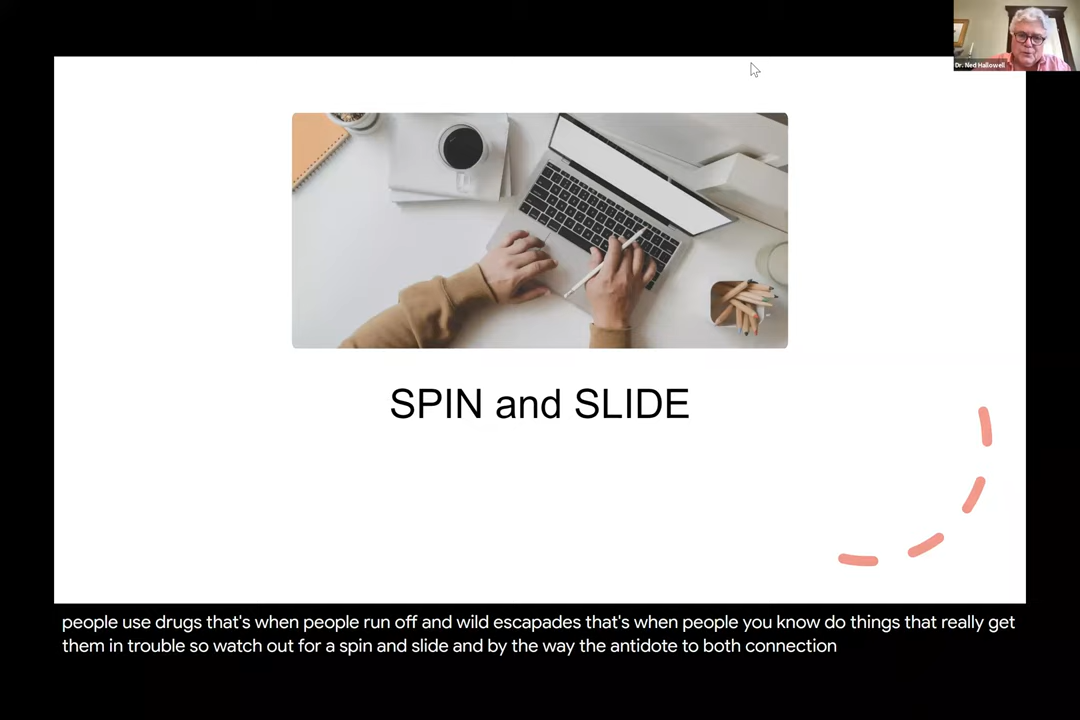 Dr. Ned Hallowell
SPIN and SLIDE
people use drugs that's when people run off and wild escapades that's when people you know do things that really get
them in trouble so watch out for a spin and slide and by the way the antidote to both connection